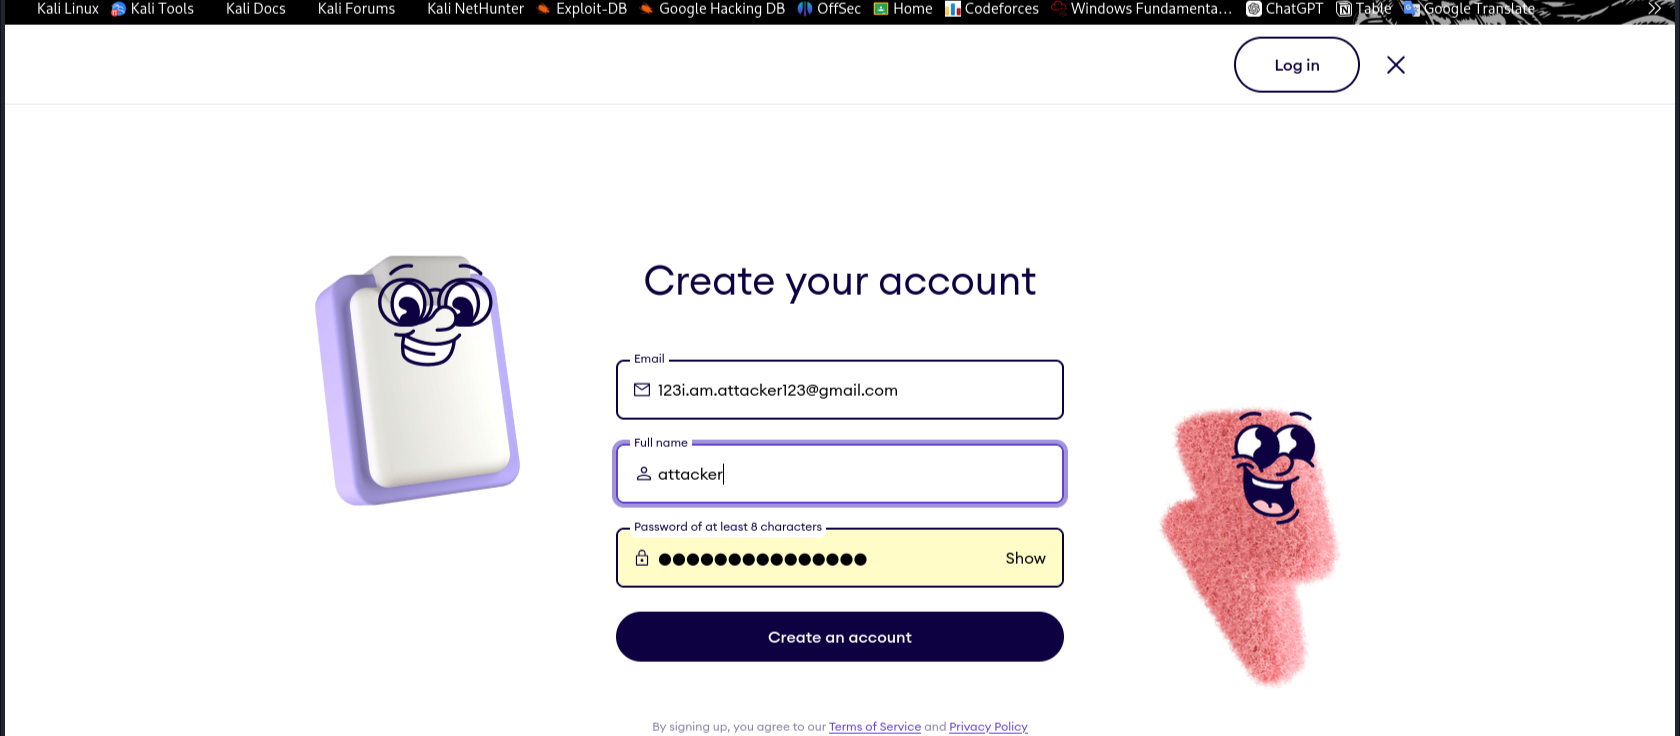 Kali Linux Kali Tools Kali Docs Kali Forums Kali NetHunter Exploit-DB Google Hacking DB OffSec Home Codeforces Windows Fundamenta... ChatGPT Table Google Translate
Log in
Create your account
Email
123i.am.attacker123@gmail.com
Full name
attacker
Password of at least 8 characters
Show
Create an account
By signing up, you agree to our Terms of Service and Privacy Policy